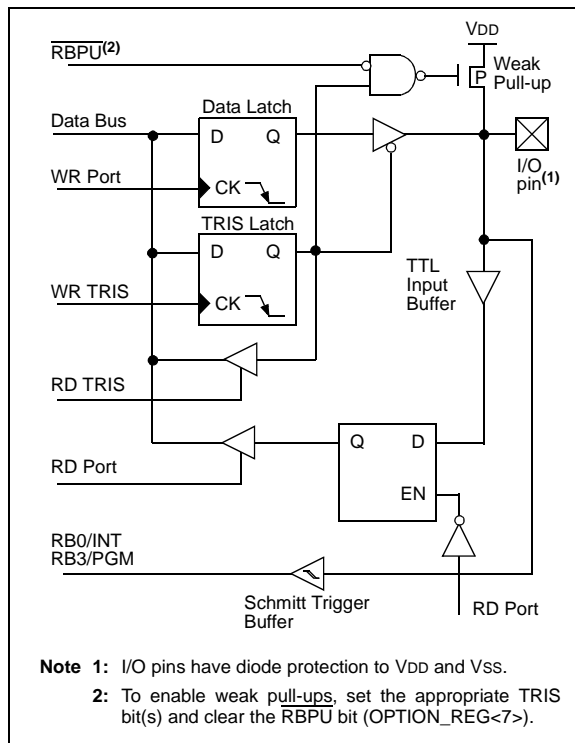 VDD
RBPU(2)
Weak
Pull-up
P
Data Bus
Data Latch
D Q
I/O
pin(1)
WR Port
CK
TRIS Latch
D Q
TTL
Input
Buffer
WR TRIS
CK
RD TRIS
Q D
RD Port
EN
RB0/INT
RB3/PGM
Schmitt Trigger
Buffer
RD Port
Note 1: I/O pins have diode protection to VDD and VSS.
2: To enable weak pull-ups, set the appropriate TRIS
bit(s) and clear the RBPU bit (OPTION_REG<7>).